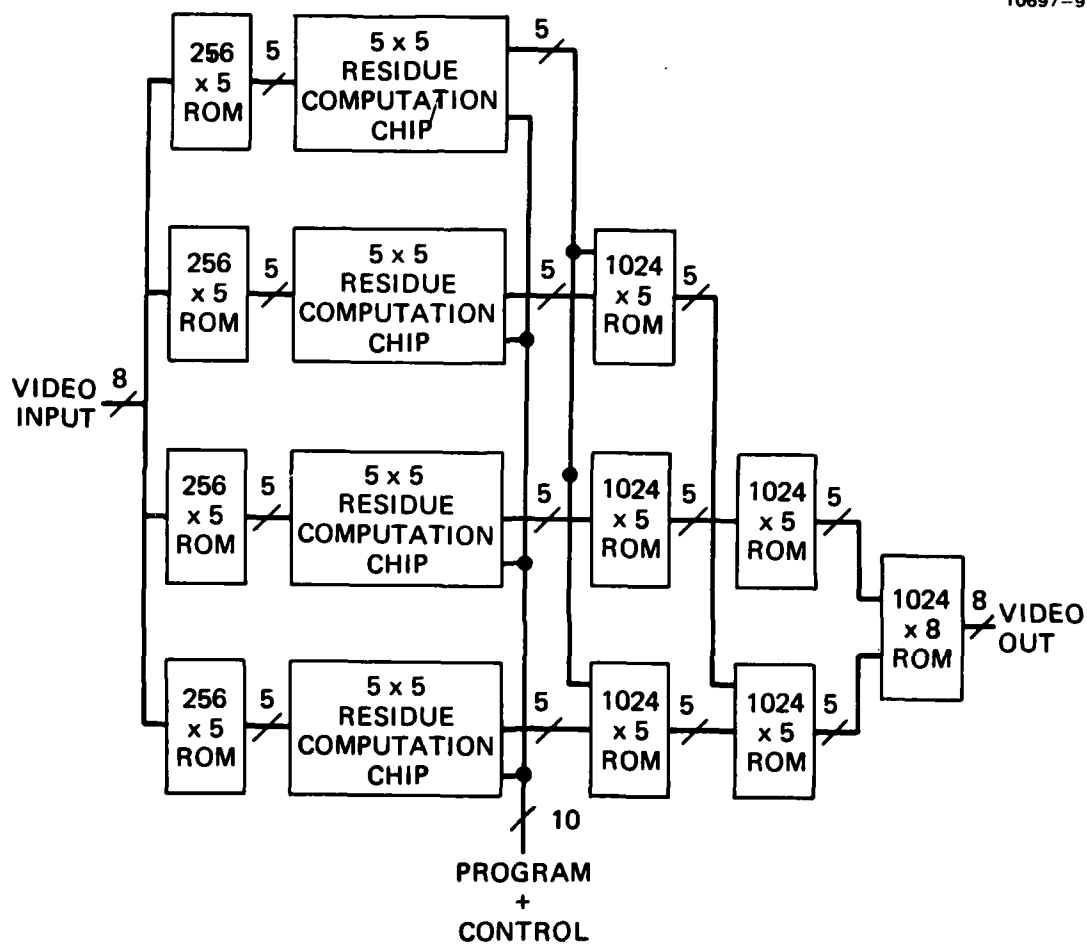 10697-9
5
256
x 5
ROM
5 x 5
RESIDUE
COMPUTATION
CHIP
5
256
x 5
ROM
5
5 x 5
RESIDUE
COMPUTATION
CHIP
5
1024
x 5
ROM
5
VIDEO
INPUT
8
256
x 5
ROM
5
5 x 5
RESIDUE
COMPUTATION
CHIP
5
1024
x 5
ROM
5
1024
x 5
ROM
5
1024
x 8
ROM
8
VIDEO
OUT
256
x 5
ROM
5
5 x 5
RESIDUE
COMPUTATION
CHIP
5
1024
x 5
ROM
5
1024
x 5
ROM
5
10
PROGRAM
+
CONTROL